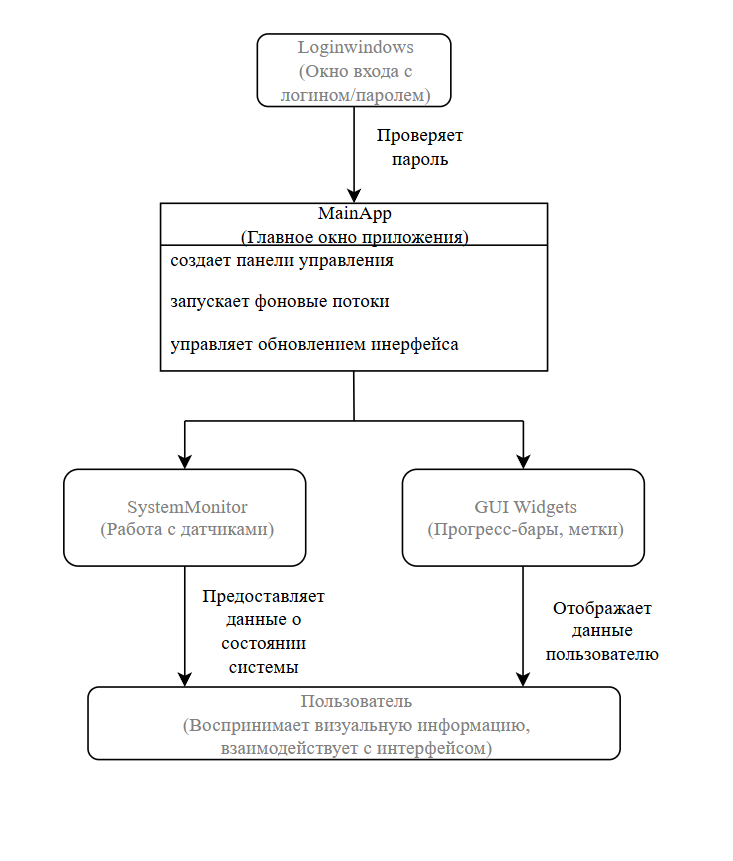 Loginwindows
(Окно входа с
логином/паролем)
Проверяет
пароль
MainApp
(Главное окно приложения)
создает панели управления
запускает фоновые потоки
управляет обновлением инерфейса
SystemMonitor
(Работа с датчиками)
GUI Widgets
(Прогресс-бары, метки)
Предоставляет
данные о
состоянии
системы
Отображает
данные
пользователю
Пользователь
(Воспринимает визуальную информацию,
взаимодействует с интерфейсом)